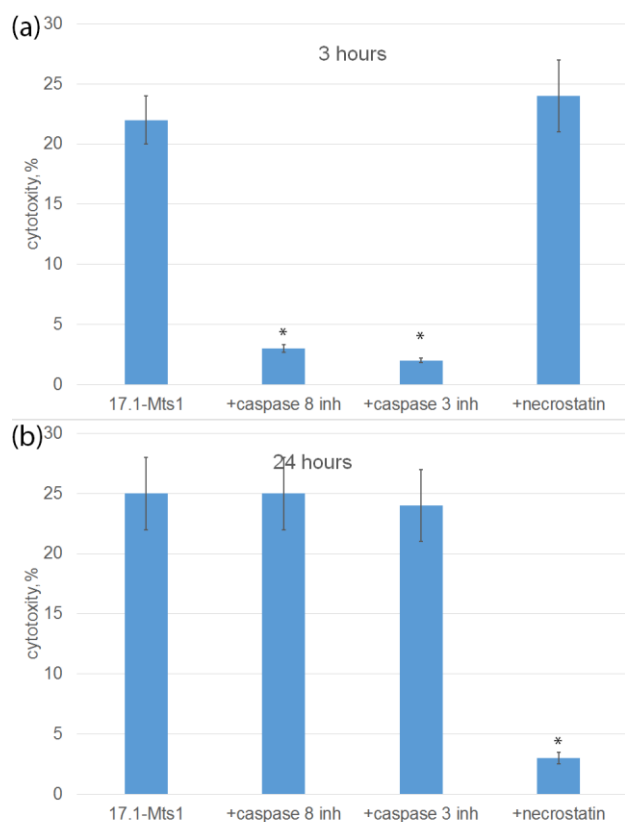 (a)
3 hours
30
25
20
15
10
5
0
cytotoxity,%
*
*
17.1-Mts1 +caspase 8 inh +caspase 3 inh +necrostatin
(b)
24 hours
30
25
20
15
10
5
0
cytotoxity,%
*
17.1-Mts1 +caspase 8 inh +caspase 3 inh +necrostatin